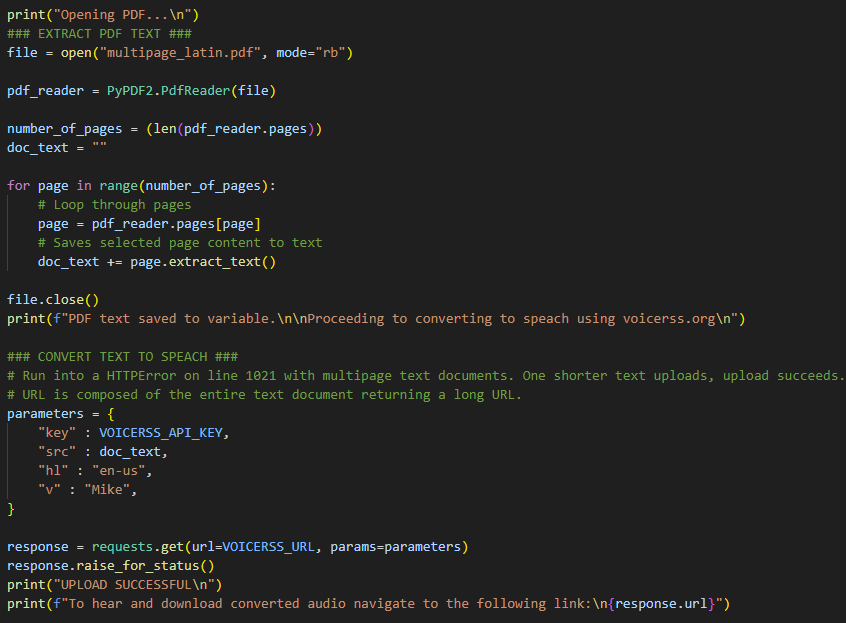 print("Opening PDF...\n")
### EXTRACT PDF TEXT ###
file = open("multipage_latin.pdf", mode="rb")
pdf_reader = PyPDF2.PdfReader(file)
number_of_pages = (len(pdf_reader.pages))
doc_text = ""
for page in range(number_of_pages):
    # Loop through pages
    page = pdf_reader.pages[page]
    # Saves selected page content to text
    doc_text += page.extract_text()
file.close()
print(f"PDF text saved to variable.\n\nProceeding to converting to speach using voicerss.org\n")
### CONVERT TEXT TO SPEACH ###
# Run into a HTTPError on line 1021 with multipage text documents. One shorter text uploads, upload succeeds.
# URL is composed of the entire text document returning a long URL.
parameters = {
    "key" : VOICERSS_API_KEY,
    "src" : doc_text,
    "hl" : "en-us",
    "v" : "Mike",
}
response = requests.get(url=VOICERSS_URL, params=parameters)
response.raise_for_status()
print("UPLOAD SUCCESSFUL\n")
print(f"To hear and download converted audio navigate to the following link:\n{response.url}")